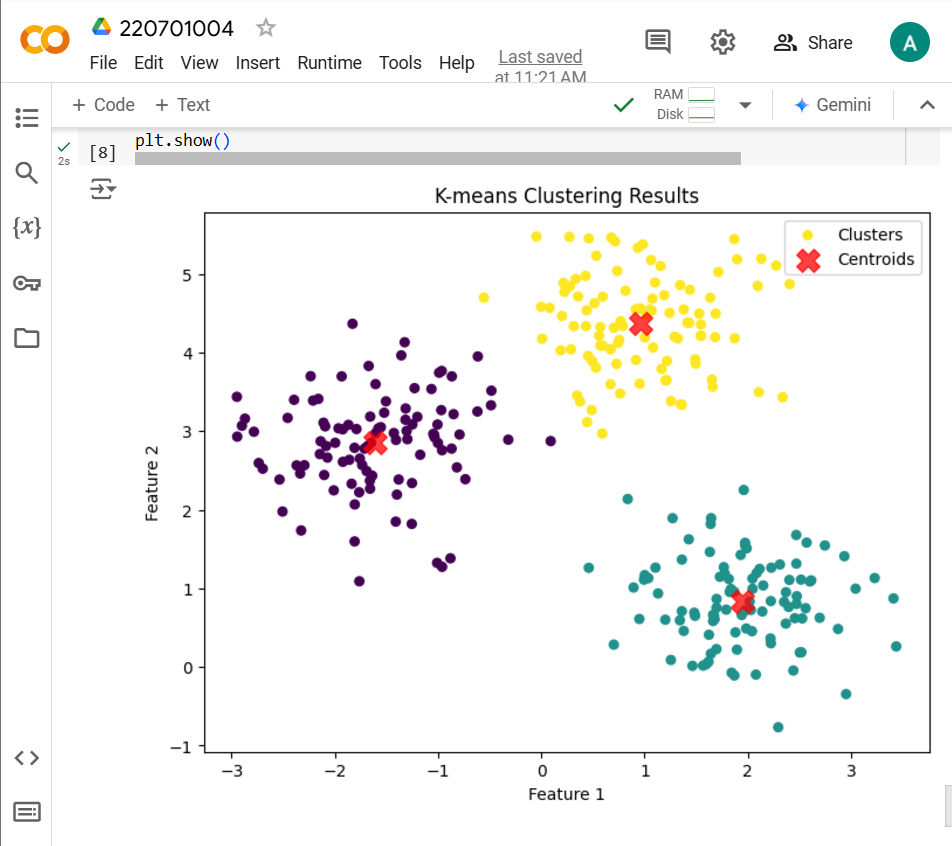 220701004
File Edit View Insert Runtime Tools Help
Last saved
at 11:21 AM
Share
A
+ Code + Text
RAM
Disk
Gemini
2s
[8]
plt.show()
{x}
K-means Clustering Results
Clusters
Centroids
5
4
3
2
1
0
−1
Feature 2
−3 −2 −1 0 1 2 3
Feature 1